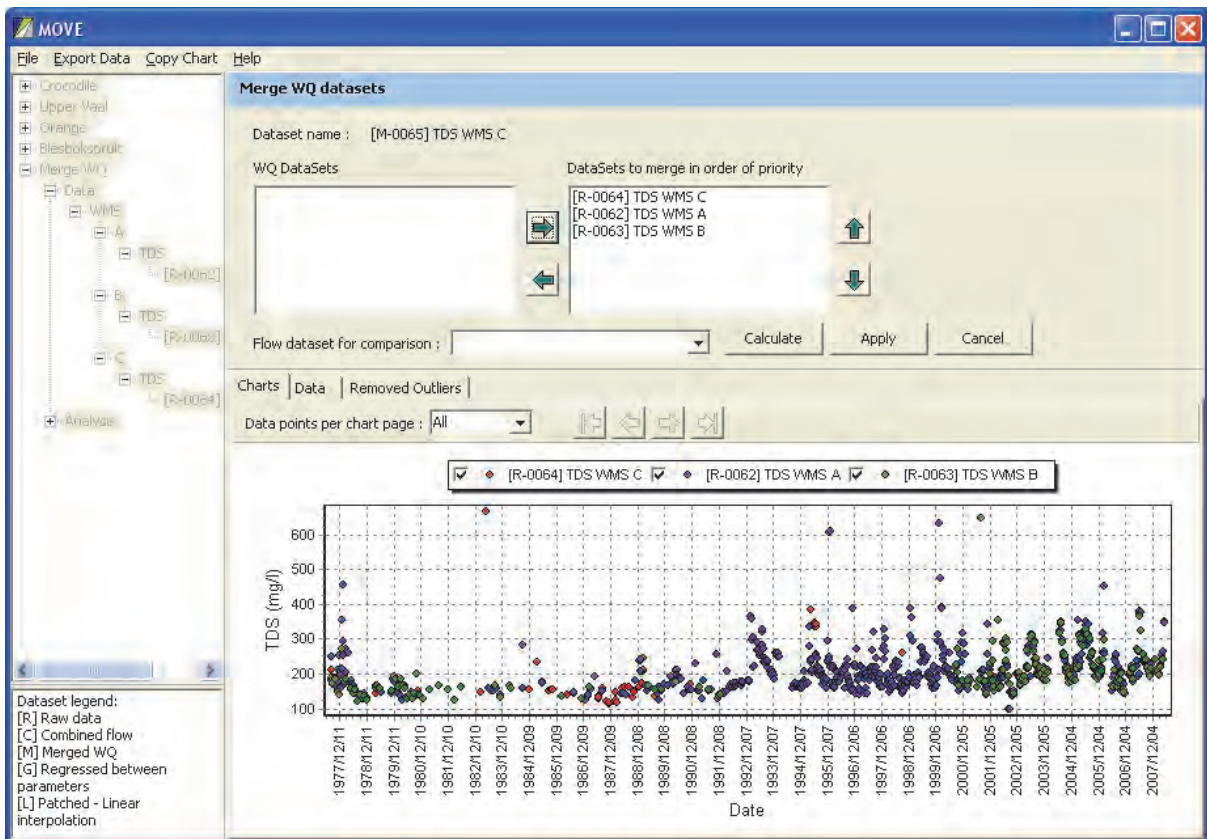 MOVE
File Export Data Copy Chart Help
Crocodile
Upper Vaal
Orange
Blesbokspruit
Merge WQ
Data
WMS
A
TDS
[R-0062]
B
TDS
[R-0063]
C
TDS
[R-0064]
Analysis
Dataset legend:
[R] Raw data
[C] Combined flow
[M] Merged WQ
[G] Regressed between
parameters
[L] Patched - Linear
interpolation
Merge WQ datasets
Dataset name : [M-0065] TDS WMS C
WQ DataSets
DataSets to merge in order of priority
[R-0064] TDS WMS C
[R-0062] TDS WMS A
[R-0063] TDS WMS B
Flow dataset for comparison :
Calculate Apply Cancel
Charts Data Removed Outliers
Data points per chart page : All
[R-0064] TDS WMS C [R-0062] TDS WMS A [R-0063] TDS WMS B
TDS (mg/l)
600
500
400
300
200
100
1977/12/11
1978/12/11
1979/12/11
1980/12/10
1981/12/10
1982/12/10
1983/12/10
1984/12/09
1985/12/09
1986/12/09
1987/12/09
1988/12/08
1989/12/08
1990/12/08
1991/12/08
1992/12/07
1993/12/07
1994/12/07
1995/12/07
1996/12/06
1997/12/06
1998/12/06
1999/12/06
2000/12/05
2001/12/05
2002/12/05
2003/12/05
2004/12/04
2005/12/04
2006/12/04
2007/12/04
Date